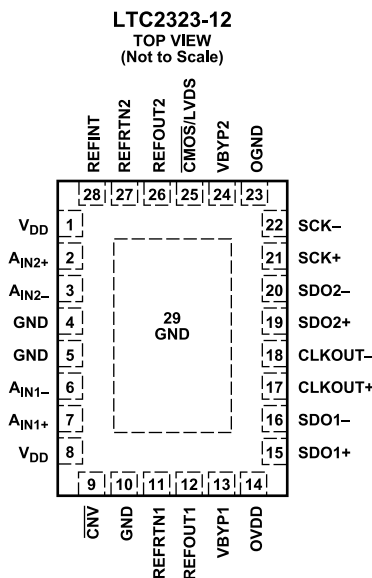 LTC2323-12
TOP VIEW
(Not to Scale)
REFINT
REFRTN2
REFOUT2
CMOS/LVDS
VBYP2
OGND
28 27 26 25 24 23
VDD 1
AIN2+ 2
AIN2– 3
GND 4
GND 5
AIN1– 6
AIN1+ 7
VDD 8
29
GND
22 SCK–
21 SCK+
20 SDO2–
19 SDO2+
18 CLKOUT–
17 CLKOUT+
16 SDO1–
15 SDO1+
9 10 11 12 13 14
CNV
GND
REFRTN1
REFOUT1
VBYP1
OVDD